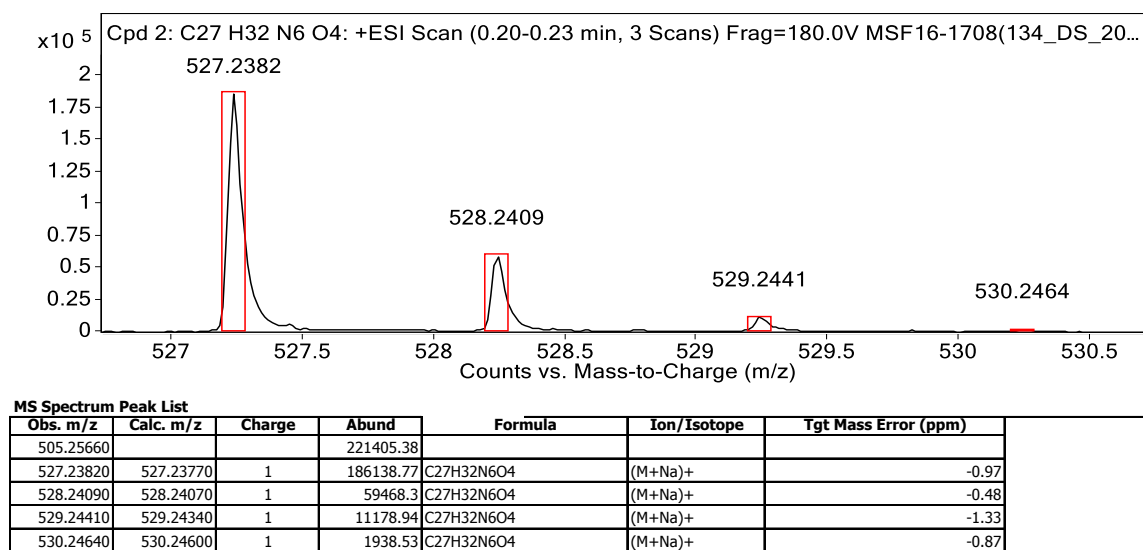 Cpd 2: C27 H32 N6 O4: +ESI Scan (0.20-0.23 min, 3 Scans) Frag=180.0V MSF16-1708(134_DS_20...
x10 5
527.2382
2
1.75
1.5
1.25
1
528.2409
0.75
0.5
529.2441
530.2464
0.25
0
527 527.5 528 528.5 529 529.5 530 530.5
Counts vs. Mass-to-Charge (m/z)
MS Spectrum Peak List
Obs. m/z Calc. m/z Charge Abund Formula Ion/Isotope Tgt Mass Error (ppm)
505.25660 221405.38
527.23820 527.23770 1 186138.77 C27H32N6O4 (M+Na)+ -0.97
528.24090 528.24070 1 59468.3 C27H32N6O4 (M+Na)+ -0.48
529.24410 529.24340 1 11178.94 C27H32N6O4 (M+Na)+ -1.33
530.24640 530.24600 1 1938.53 C27H32N6O4 (M+Na)+ -0.87